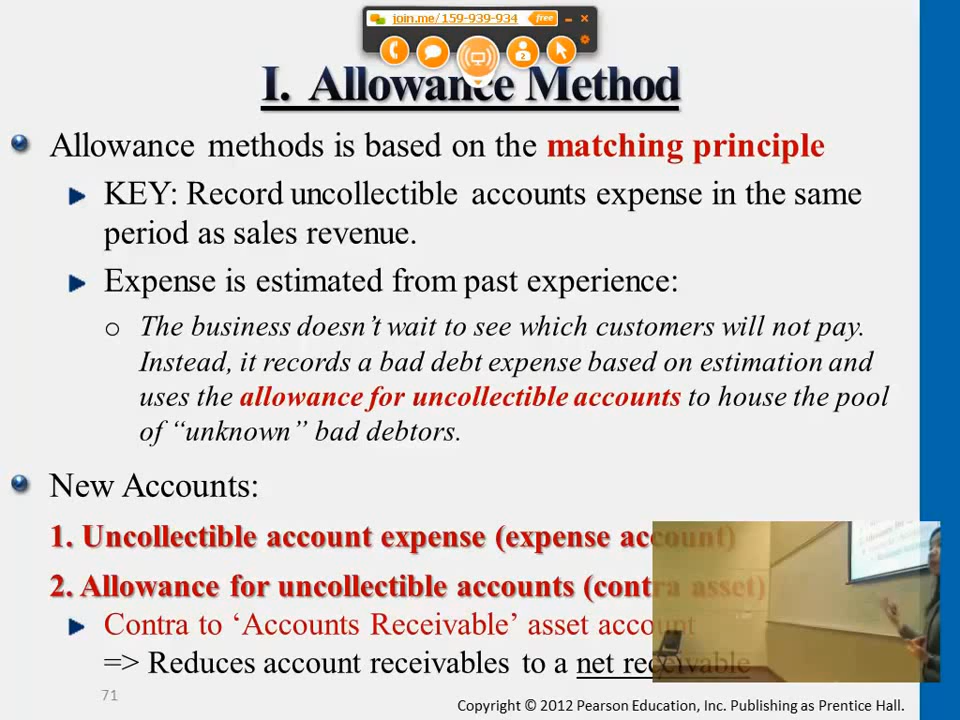 join.me/159-939-934 free
2
I. Allowance Method
Allowance methods is based on the matching principle
KEY: Record uncollectible accounts expense in the same
period as sales revenue.
Expense is estimated from past experience:
o The business doesn't wait to see which customers will not pay.
Instead, it records a bad debt expense based on estimation and
uses the allowance for uncollectible accounts to house the pool
of “unknown” bad debtors.
New Accounts:
1. Uncollectible account expense (expense account)
2. Allowance for uncollectible accounts (contra asset)
Contra to ‘Accounts Receivable’ asset account
=> Reduces account receivables to a net receivable
71
Copyright © 2012 Pearson Education, Inc. Publishing as Prentice Hall.